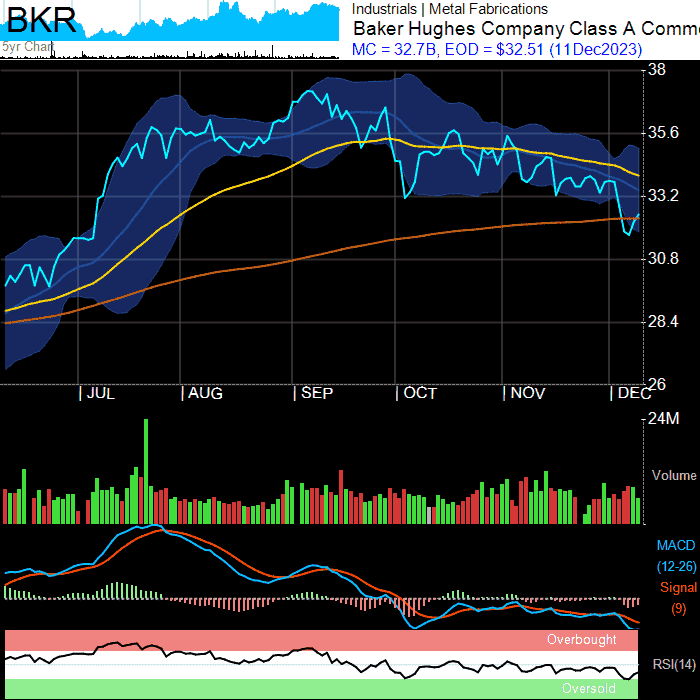 BKR
5yr Chart
Industrials | Metal Fabrications
Baker Hughes Company Class A Commo
MC = 32.7B, EOD = $32.51 (11Dec2023)
38
35.6
33.2
30.8
28.4
26
| JUL | AUG | SEP | OCT | NOV | DEC
24M
Volume
MACD
(12-26)
Signal
(9)
Overbought
RSI(14)
Oversold